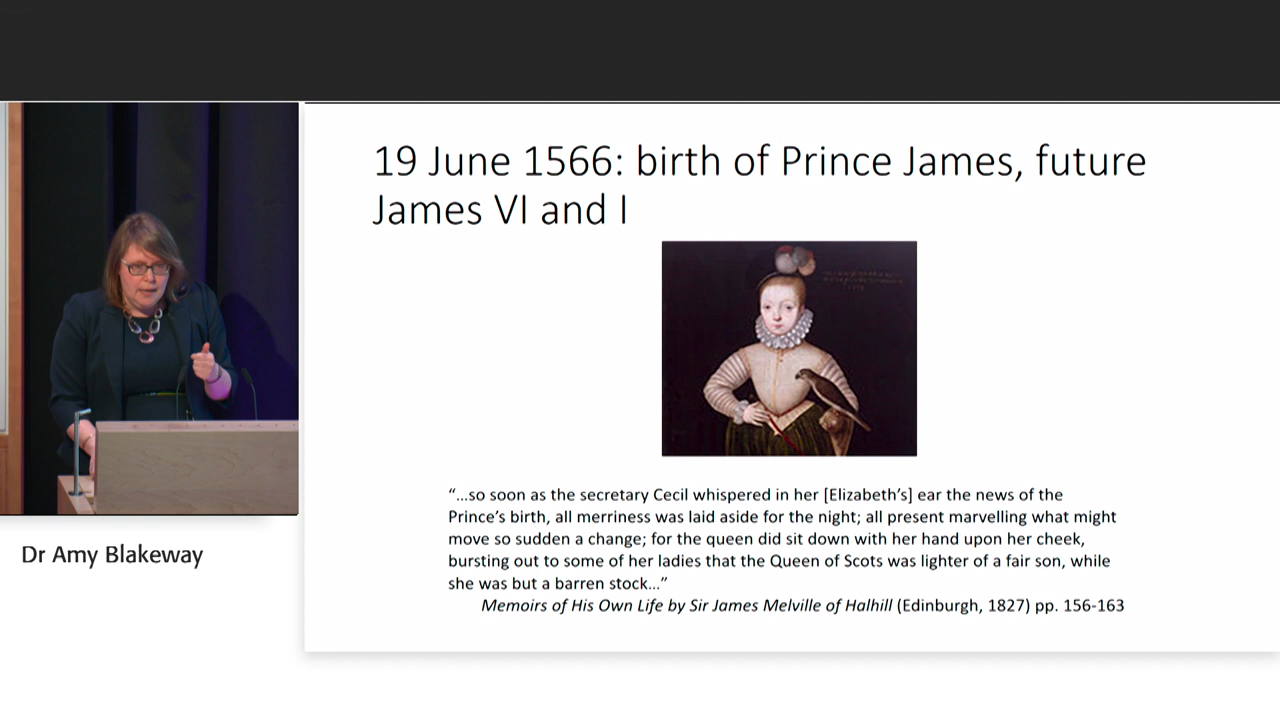 19 June 1566: birth of Prince James, future
James VI and I
“...so soon as the secretary Cecil whispered in her [Elizabeth’s] ear the news of the
Prince’s birth, all merriness was laid aside for the night; all present marvelling what might
move so sudden a change; for the queen did sit down with her hand upon her cheek,
bursting out to some of her ladies that the Queen of Scots was lighter of a fair son, while
she was but a barren stock...”
Memoirs of His Own Life by Sir James Melville of Halhill (Edinburgh, 1827) pp. 156-163
Dr Amy Blakeway